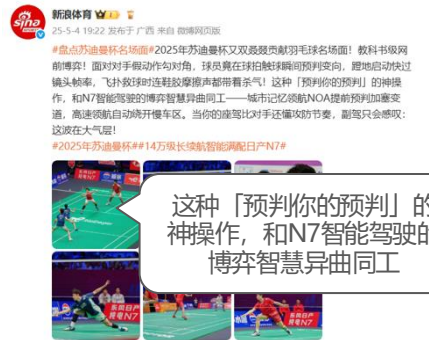 新浪体育
25-5-4 19:22 发布于 广西 来自 微博网页版
#盘点苏迪曼杯名场面#2025年苏迪曼杯又双叒叕贡献羽毛球名场面！教科书级网
前博弈！面对对手假动作勾对角，球员竟在球拍触球瞬间预判变向，蹬地启动快过
镜头帧率，飞扑救球时连鞋胶摩擦声都带着杀气！这种「预判你的预判」的神操
作，和N7智能驾驶的博弈智慧异曲同工——城市记忆领航NOA提前预判加塞变
道，高速领航自动绕开慢车区。当你的座驾比对手还懂攻防节奏，副驾只会感叹：
这波在大气层！
#2025年苏迪曼杯##14万级长续航智能满配日产N7#
这种「预判你的预判」的
神操作，和N7智能驾驶的
博弈智慧异曲同工
东风日产
N7
N7